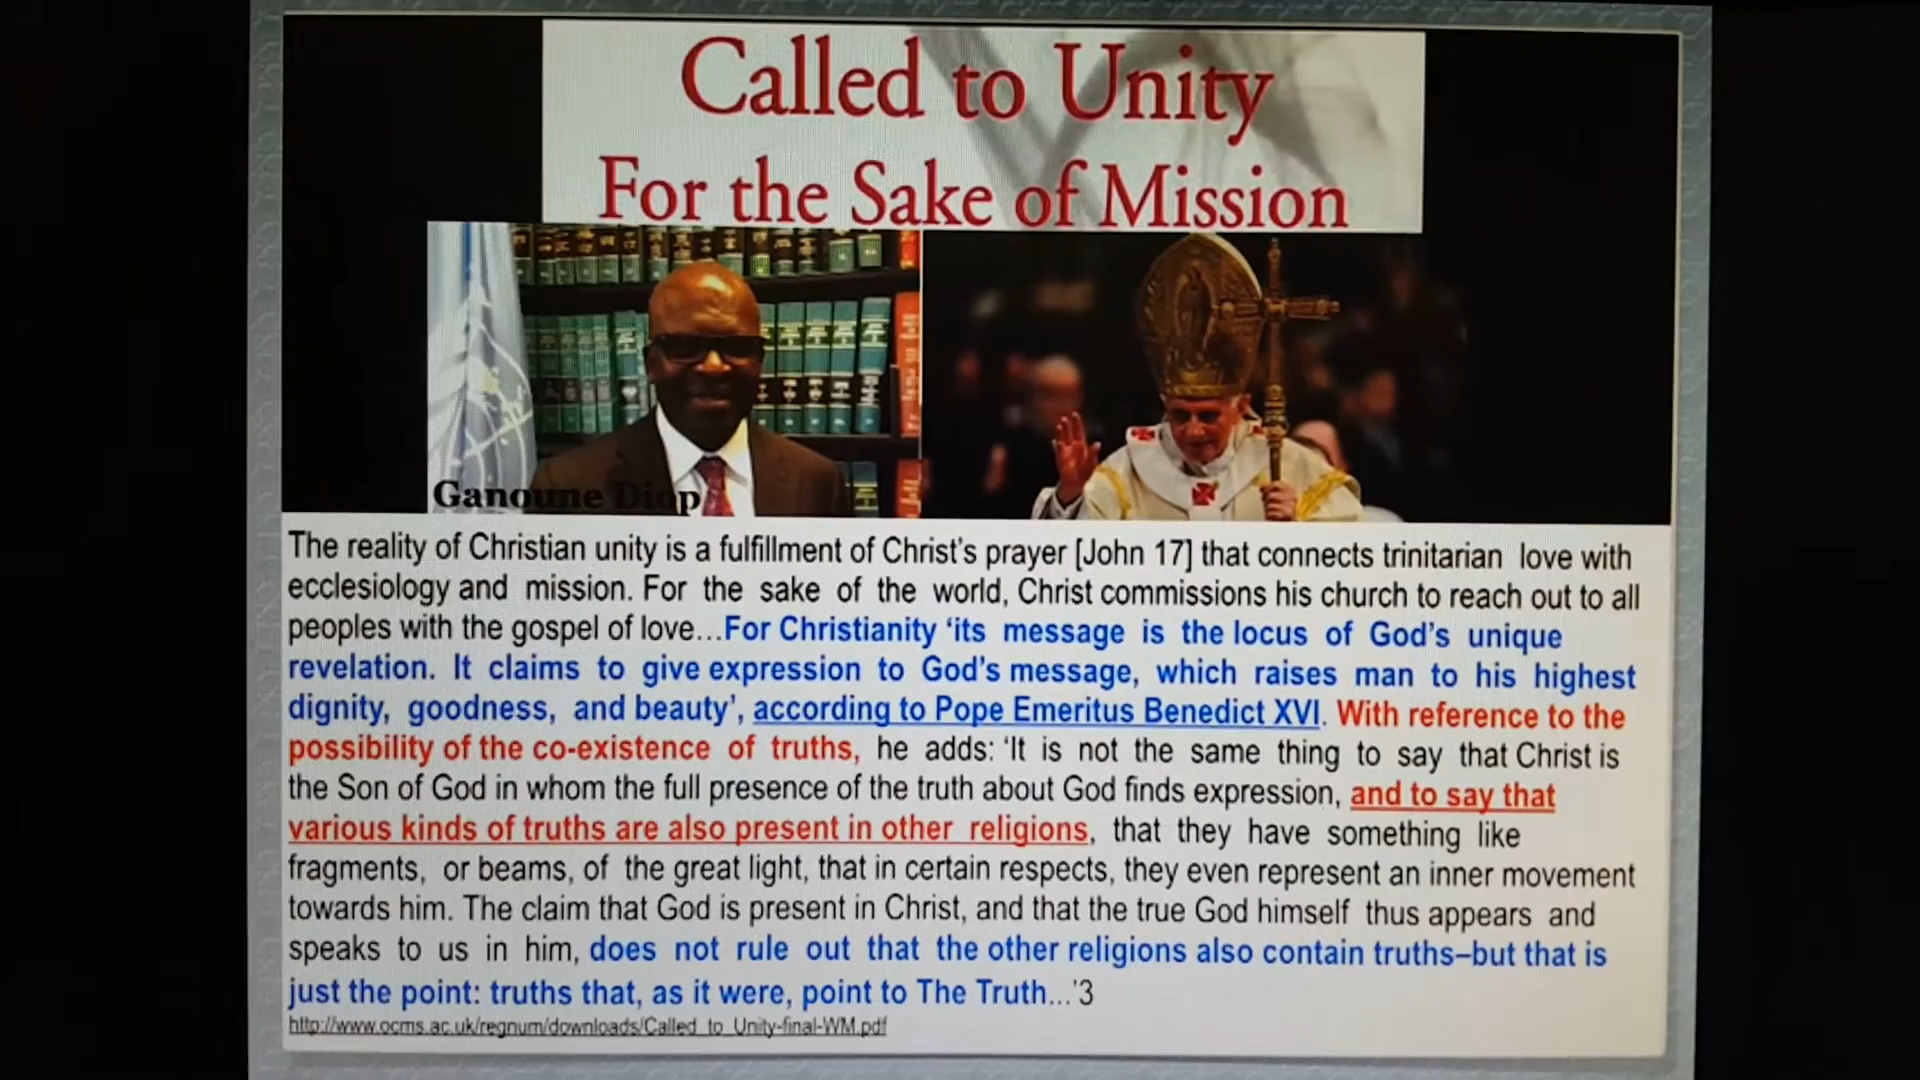 Called to Unity
For the Sake of Mission
Ganoune Diop
The reality of Christian unity is a fulfillment of Christ's prayer [John 17] that connects trinitarian love with
ecclesiology and mission. For the sake of the world, Christ commissions his church to reach out to all
peoples with the gospel of love...For Christianity ‘its message is the locus of God's unique
revelation. It claims to give expression to God's message, which raises man to his highest
dignity, goodness, and beauty’, according to Pope Emeritus Benedict XVI. With reference to the
possibility of the co-existence of truths, he adds: ‘It is not the same thing to say that Christ is
the Son of God in whom the full presence of the truth about God finds expression, and to say that
various kinds of truths are also present in other religions, that they have something like
fragments, or beams, of the great light, that in certain respects, they even represent an inner movement
towards him. The claim that God is present in Christ, and that the true God himself thus appears and
speaks to us in him, does not rule out that the other religions also contain truths–but that is
just the point: truths that, as it were, point to The Truth...’3
http://www.ocms.ac.uk/regnum/downloads/Called_to_Unity-final-WM.pdf